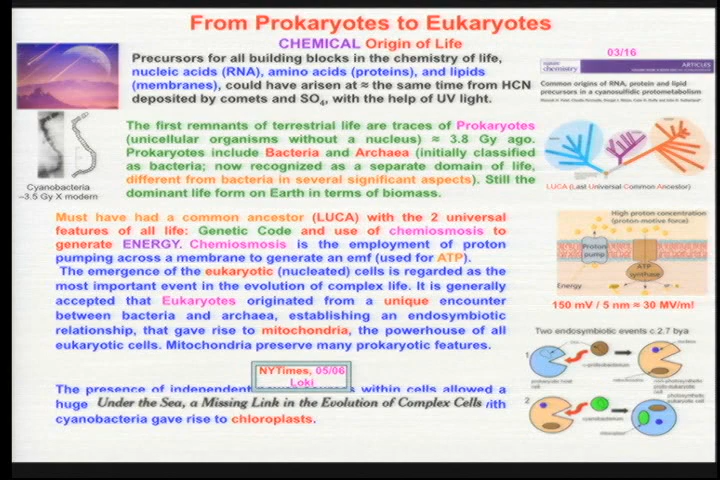 From Prokaryotes to Eukaryotes
CHEMICAL Origin of Life
Precursors for all building blocks in the chemistry of life,
nucleic acids (RNA), amino acids (proteins), and lipids
(membranes), could have arisen at ≈ the same time from HCN
deposited by comets and SO4, with the help of UV light.
03/16
nature
chemistry
ARTICLES
Common origins of RNA, protein and lipid
precursors in a cyanosulfidic protometabolism
The first remnants of terrestrial life are traces of Prokaryotes
(unicellular organisms without a nucleus) ≈ 3.8 Gy ago.
Prokaryotes include Bacteria and Archaea (initially classified
as bacteria; now recognized as a separate domain of life,
different from bacteria in several significant aspects). Still the
dominant life form on Earth in terms of biomass.
Cyanobacteria
~3.5 Gy X modern
LUCA (Last Universal Common Ancestor)
Must have had a common ancestor (LUCA) with the 2 universal
features of all life: Genetic Code and use of chemiosmosis to
generate ENERGY. Chemiosmosis is the employment of proton
pumping across a membrane to generate an emf (used for ATP).
The emergence of the eukaryotic (nucleated) cells is regarded as the
most important event in the evolution of complex life. It is generally
accepted that Eukaryotes originated from a unique encounter
between bacteria and archaea, establishing an endosymbiotic
relationship, that gave rise to mitochondria, the powerhouse of all
eukaryotic cells. Mitochondria preserve many prokaryotic features.
High proton concentration
(proton-motive force)
Proton
pump
ATP
synthase
Energy
150 mV / 5 nm ≈ 30 MV/m!
Two endosymbiotic events c.2.7 bya
1
2
NYTimes, 05/06
Loki
The presence of independent within cells allowed a
huge Under the Sea, a Missing Link in the Evolution of Complex Cells with
cyanobacteria gave rise to chloroplasts.